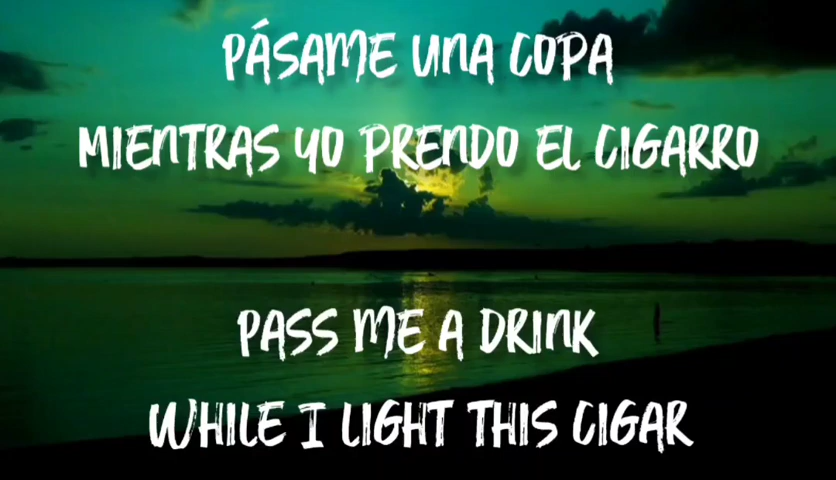 PÁSAME UNA COPA
MIENTRAS YO PRENDO EL CIGARRO
PASS ME A DRINK
WHILE I LIGHT THIS CIGAR